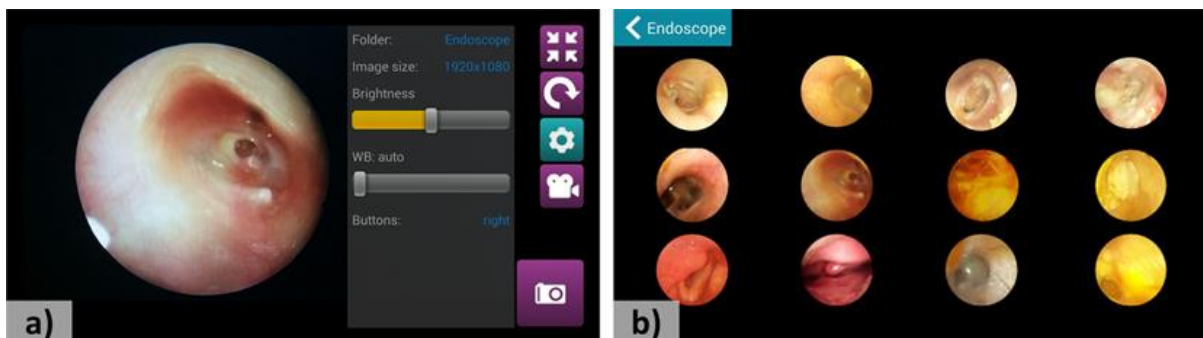 Folder: Endoscope
Image size: 1920x1080
Brightness
WB: auto
Buttons: right
a)
Endoscope
b)